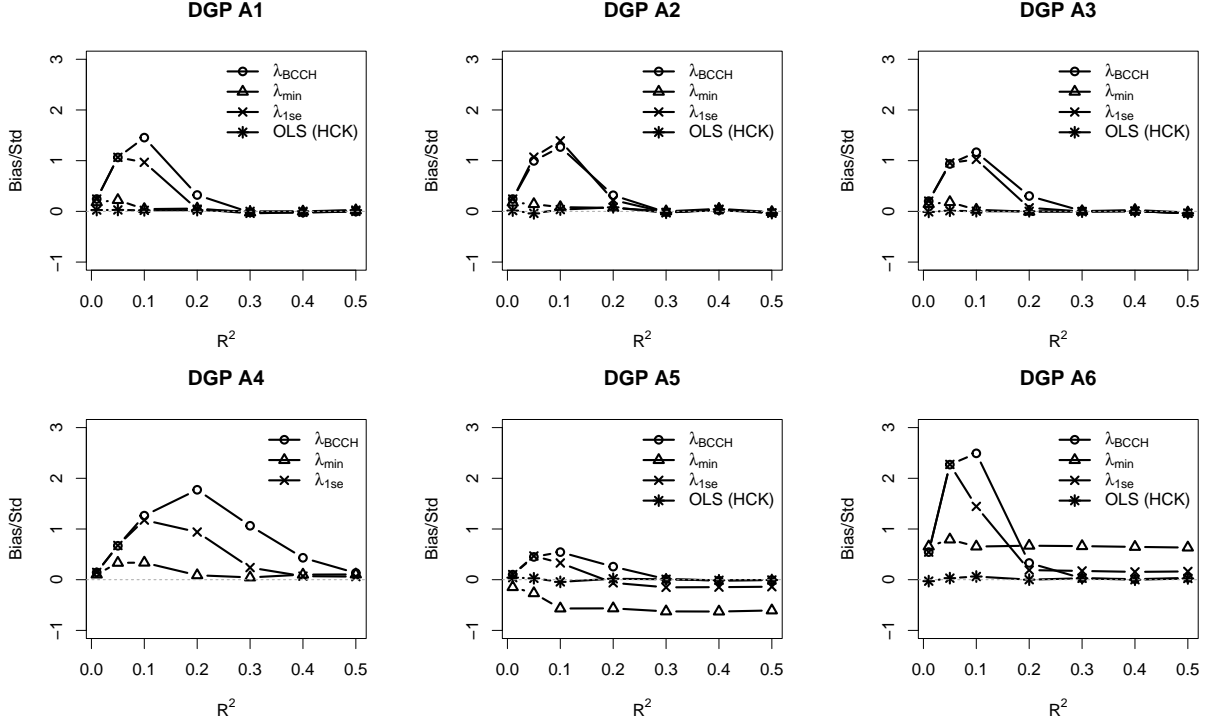 DGP A1
Bias/Std
3
2
1
0
−1
λBCCH
λmin
λ1se
OLS (HCK)
0.0 0.1 0.2 0.3 0.4 0.5
R²
DGP A2
Bias/Std
3
2
1
0
−1
λBCCH
λmin
λ1se
OLS (HCK)
0.0 0.1 0.2 0.3 0.4 0.5
R²
DGP A3
Bias/Std
3
2
1
0
−1
λBCCH
λmin
λ1se
OLS (HCK)
0.0 0.1 0.2 0.3 0.4 0.5
R²
DGP A4
Bias/Std
3
2
1
0
−1
λBCCH
λmin
λ1se
0.0 0.1 0.2 0.3 0.4 0.5
R²
DGP A5
Bias/Std
3
2
1
0
−1
λBCCH
λmin
λ1se
OLS (HCK)
0.0 0.1 0.2 0.3 0.4 0.5
R²
DGP A6
Bias/Std
3
2
1
0
−1
λBCCH
λmin
λ1se
OLS (HCK)
0.0 0.1 0.2 0.3 0.4 0.5
R²